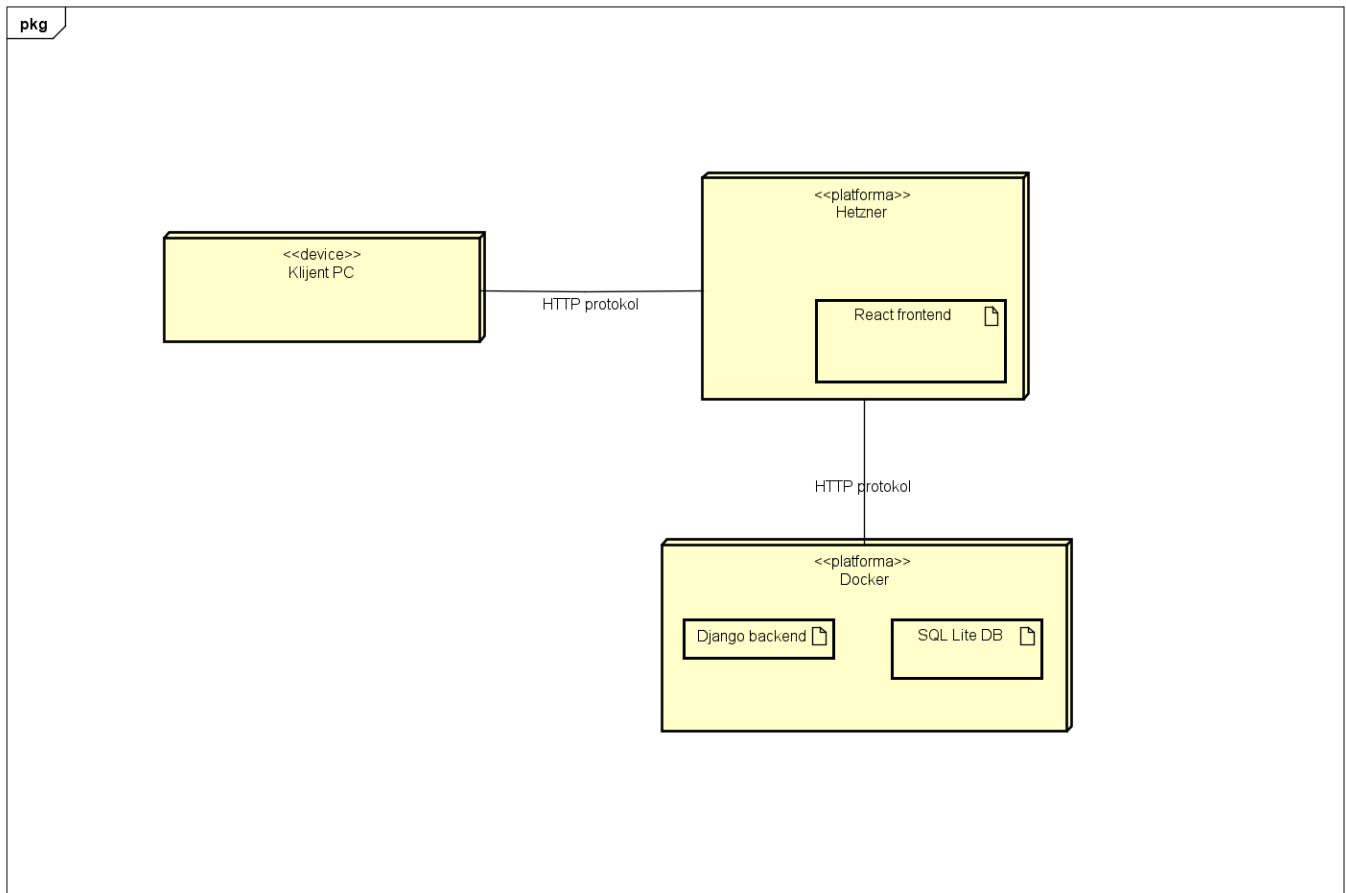 pkg
<<platforma>>
Hetzner
<<device>>
Klijent PC
HTTP protokol
React frontend
HTTP protokol
<<platforma>>
Docker
Django backend
SQL Lite DB